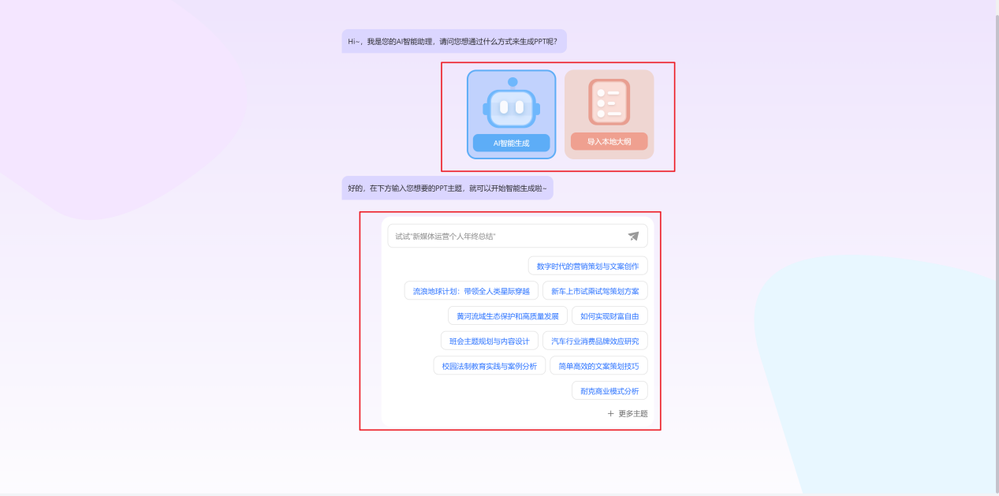 Hi~，我是您的AI智能助理，请问您想通过什么方式来生成PPT呢？
AI智能生成
导入本地大纲
好的，在下方输入您想要的PPT主题，就可以开始智能生成啦~
试试"新媒体运营个人年终总结"
数字时代的营销策划与文案创作
流浪地球计划：带领全人类星际穿越
新车上市试乘试驾策划方案
黄河流域生态保护和高质量发展
如何实现财富自由
班会主题规划与内容设计
汽车行业消费品牌效应研究
校园法制教育实践与案例分析
简单高效的文案策划技巧
耐克商业模式分析
+ 更多主题